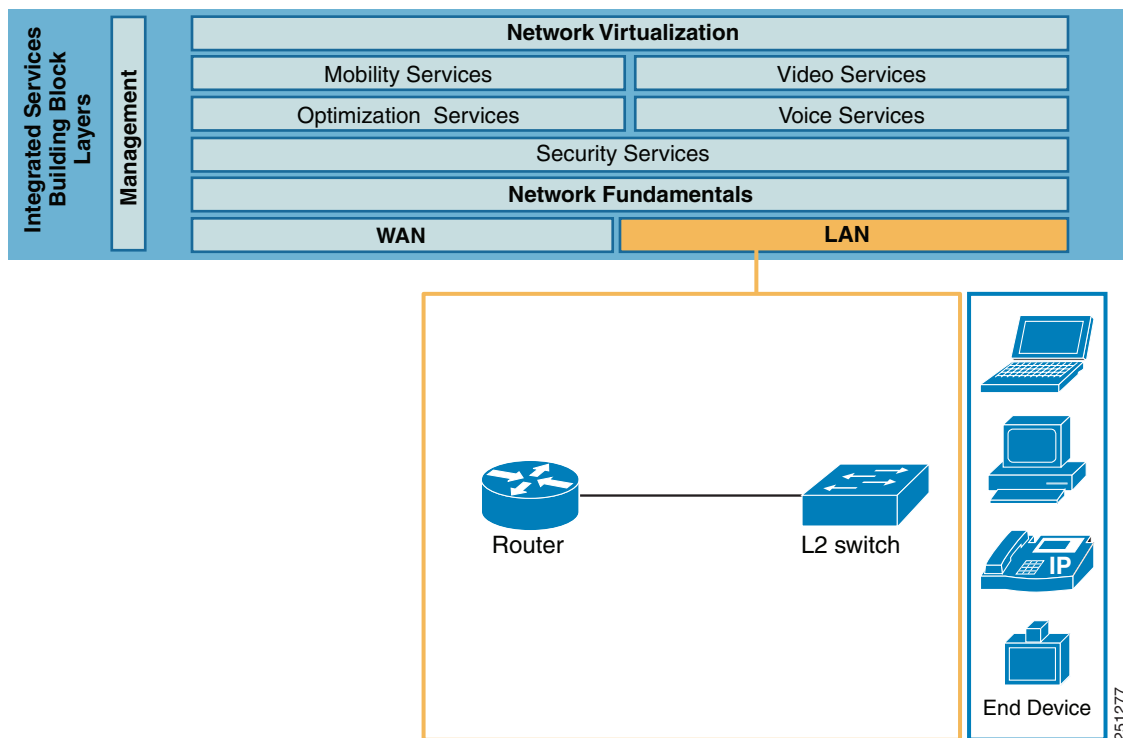 Integrated Services
Building Block
Layers
Management
Network Virtualization
Mobility Services
Video Services
Optimization Services
Voice Services
Security Services
Network Fundamentals
WAN
LAN
Router
L2 switch
IP
End Device
251277